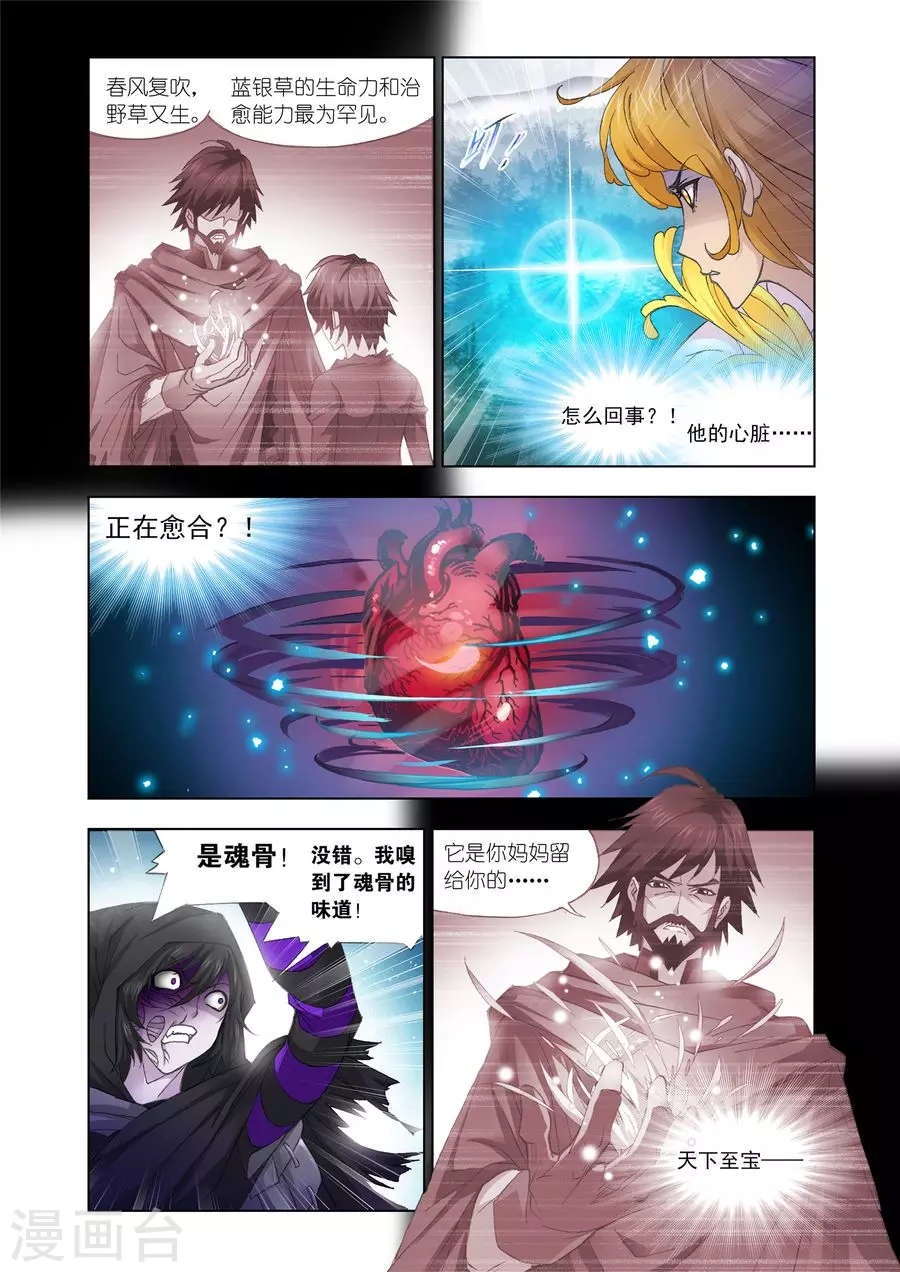 春风复吹，
野草又生。
蓝银草的生命力和治
愈能力最为罕见。
叮！
怎么回事？！
他的心脏……
正在愈合？！
是魂骨！
没错。我嗅
到了魂骨的
味道！
它是你妈妈留
给你的……
天下至宝——
漫画台